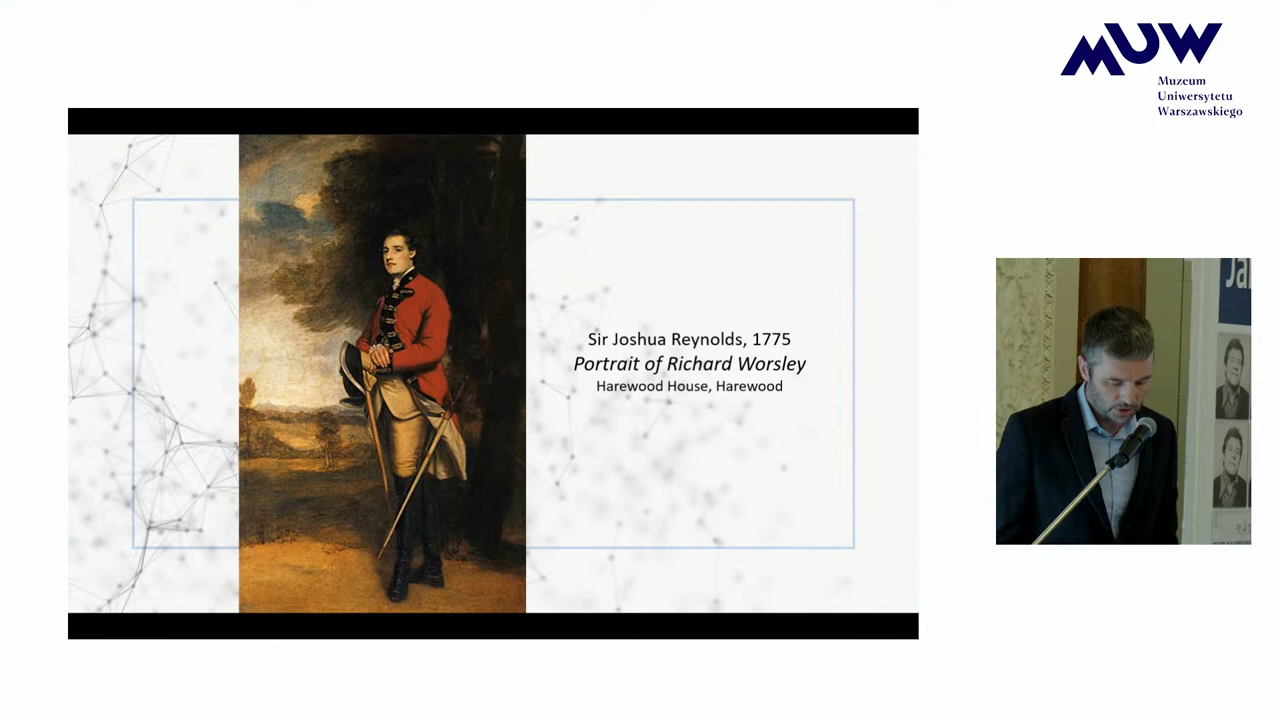 MUW
Muzeum
Uniwersytetu
Warszawskiego
Sir Joshua Reynolds, 1775
Portrait of Richard Worsley
Harewood House, Harewood